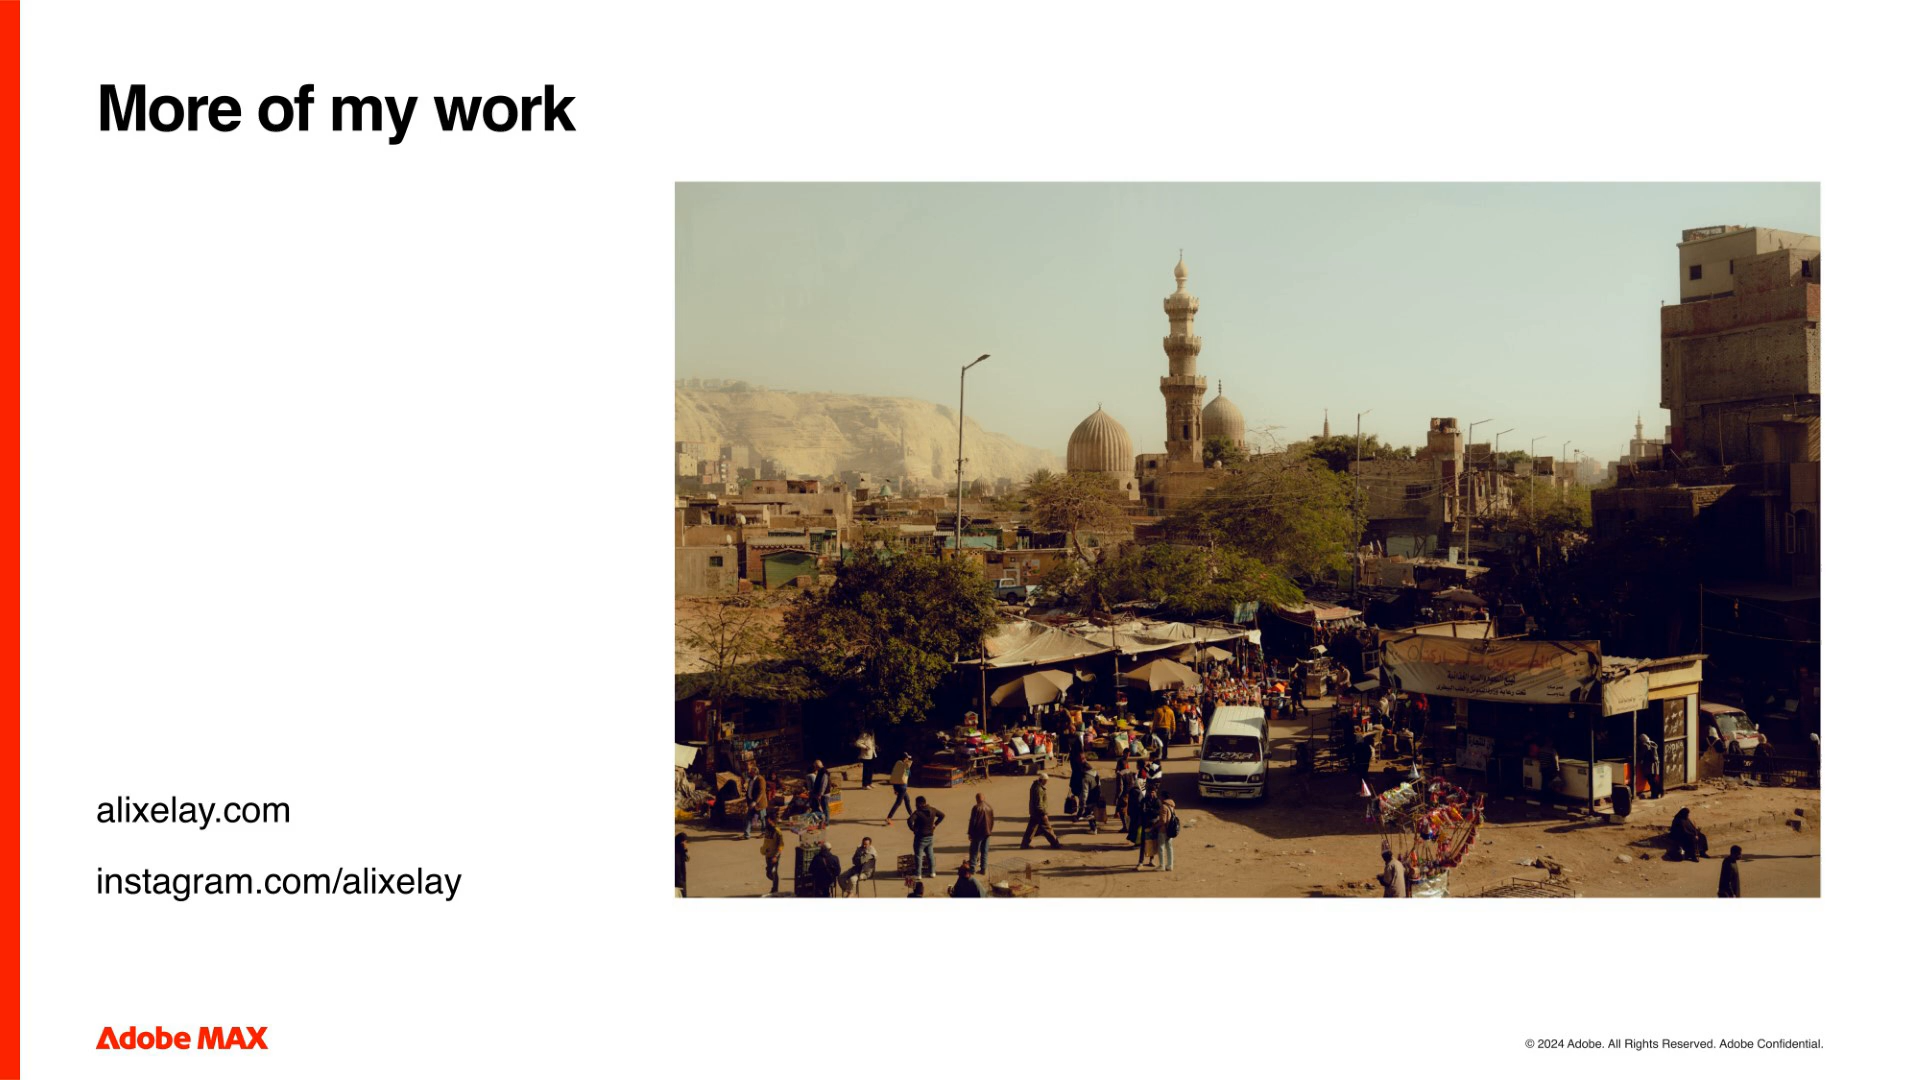 More of my work
alixelay.com
instagram.com/alixelay
Adobe MAX
© 2024 Adobe. All Rights Reserved. Adobe Confidential.